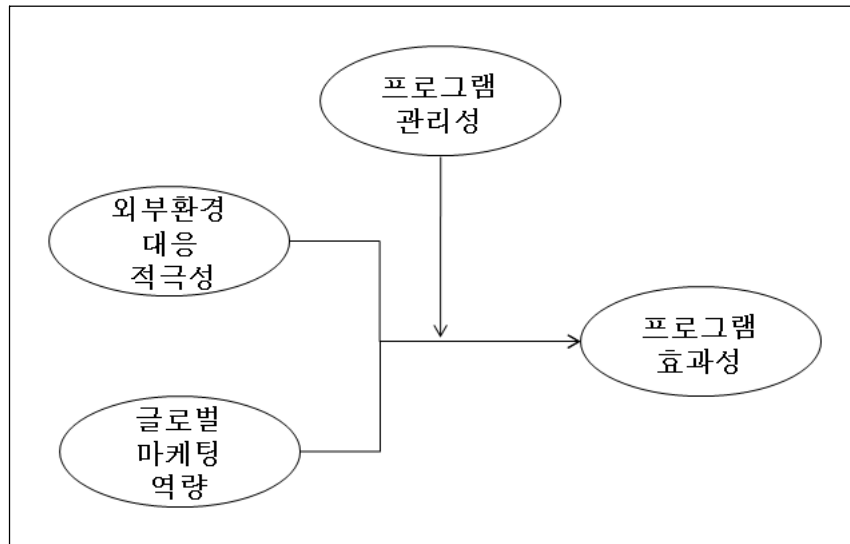 프로그램
관리성
외부환경
대응
적극성
프로그램
효과성
글로벌
마케팅
역량